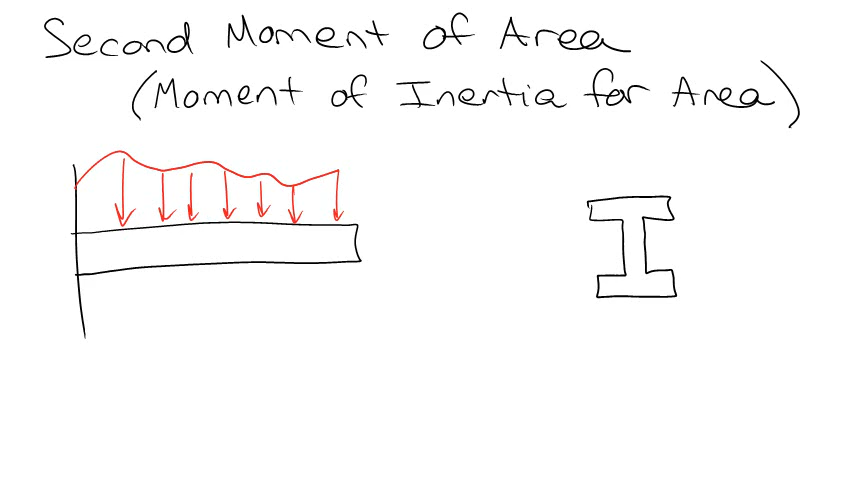 Second Moment of Area
(Moment of Inertia for Area)